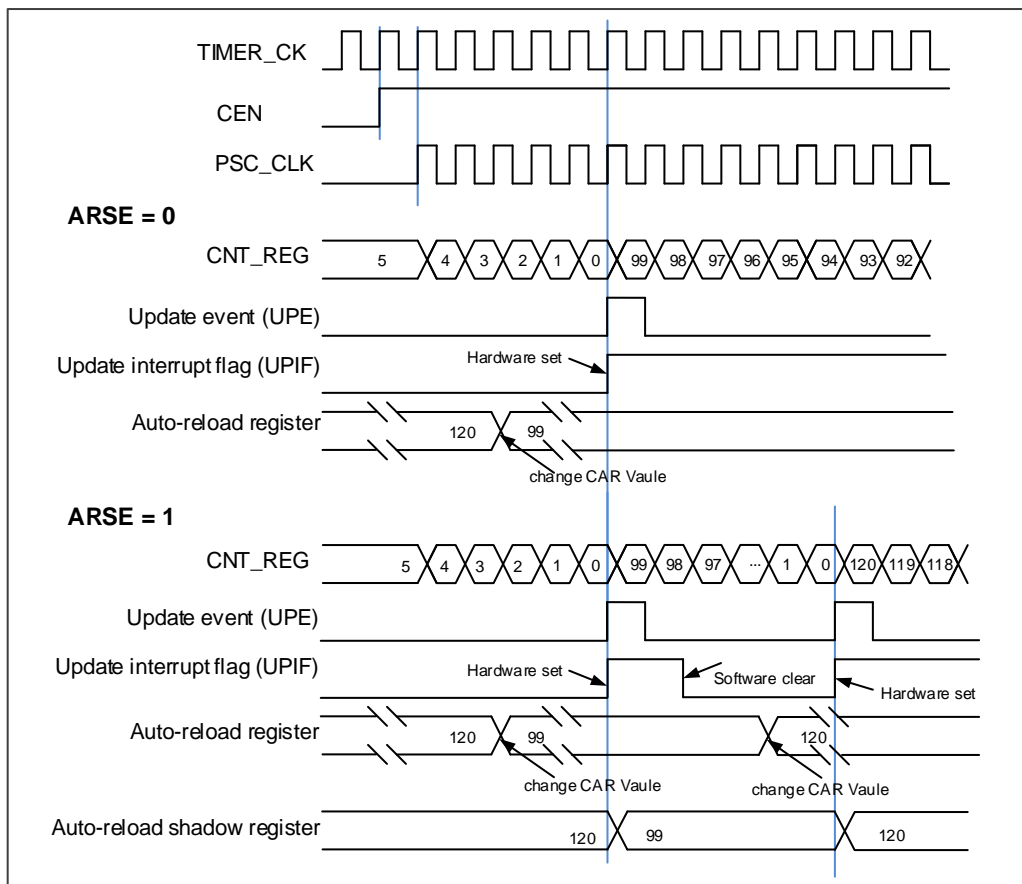 TIMER_CK
CEN
PSC_CLK
ARSE = 0
CNT_REG
5 4 3 2 1 0 99 98 97 96 95 94 93 92
Update event (UPE)
Hardware set
Update interrupt flag (UPIF)
Auto-reload register
120 99
change CAR Vaule
ARSE = 1
CNT_REG
5 4 3 2 1 0 99 98 97 ... 1 0 120 119 118
Update event (UPE)
Update interrupt flag (UPIF)
Hardware set
Software clear
Hardware set
Auto-reload register
120 99 120
change CAR Vaule
change CAR Vaule
Auto-reload shadow register
120 99 120